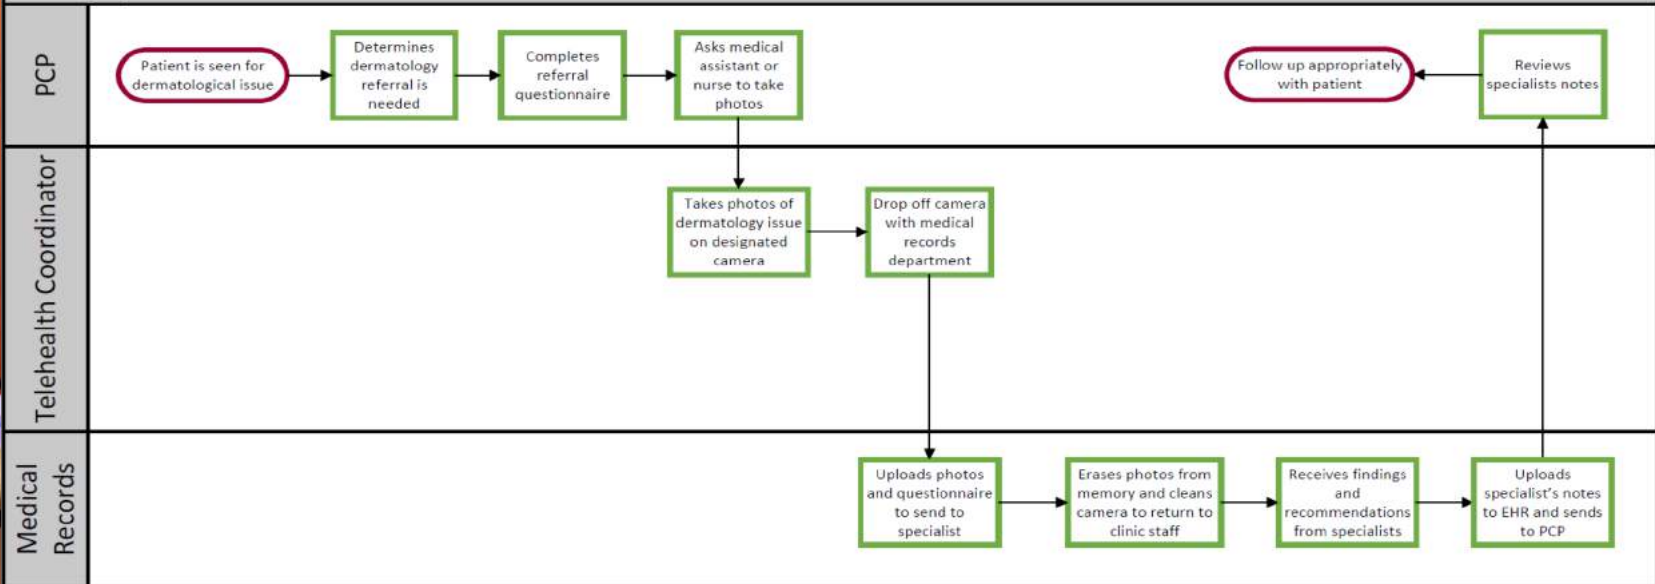 PCP
Patient is seen for
dermatological issue
Determines
dermatology
referral is
needed
Completes
referral
questionnaire
Asks medical
assistant or
nurse to take
photos
Follow up appropriately
with patient
Reviews
specialists notes
Telehealth Coordinator
Takes photos of
dermatology issue
on designated
camera
Drop off camera
with medical
records
department
Medical
Records
Uploads photos
and questionnaire
to send to
specialist
Erases photos from
memory and cleans
camera to return to
clinic staff
Receives findings
and
recommendations
from specialists
Uploads
specialist's notes
to EHR and sends
to PCP